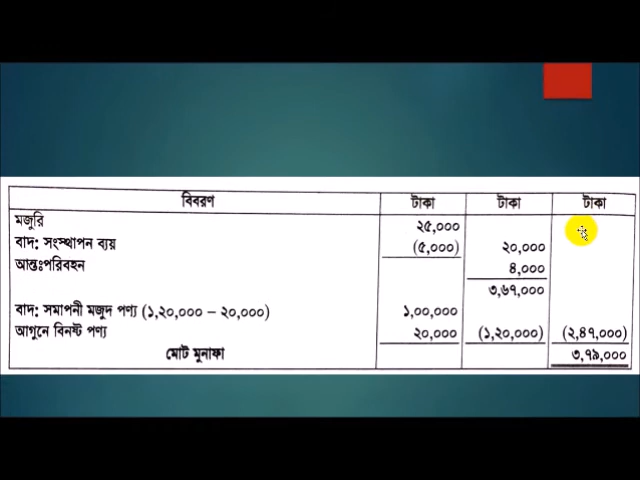 বিবরণ টাকা টাকা টাকা
মজুরি ২৫,০০০
বাদ: সংস্থাপন ব্যয় (৫,০০০) ২০,০০০
আন্তঃপরিবহন ৪,০০০
৩,৬৭,০০০
বাদ: সমাপনী মজুদ পণ্য (১,২০,০০০ – ২০,০০০) ১,০০,০০০
আগুনে বিনষ্ট পণ্য ২০,০০০ (১,২০,০০০) (২,৪৭,০০০)
মোট মুনাফা ৩,৭৯,০০০